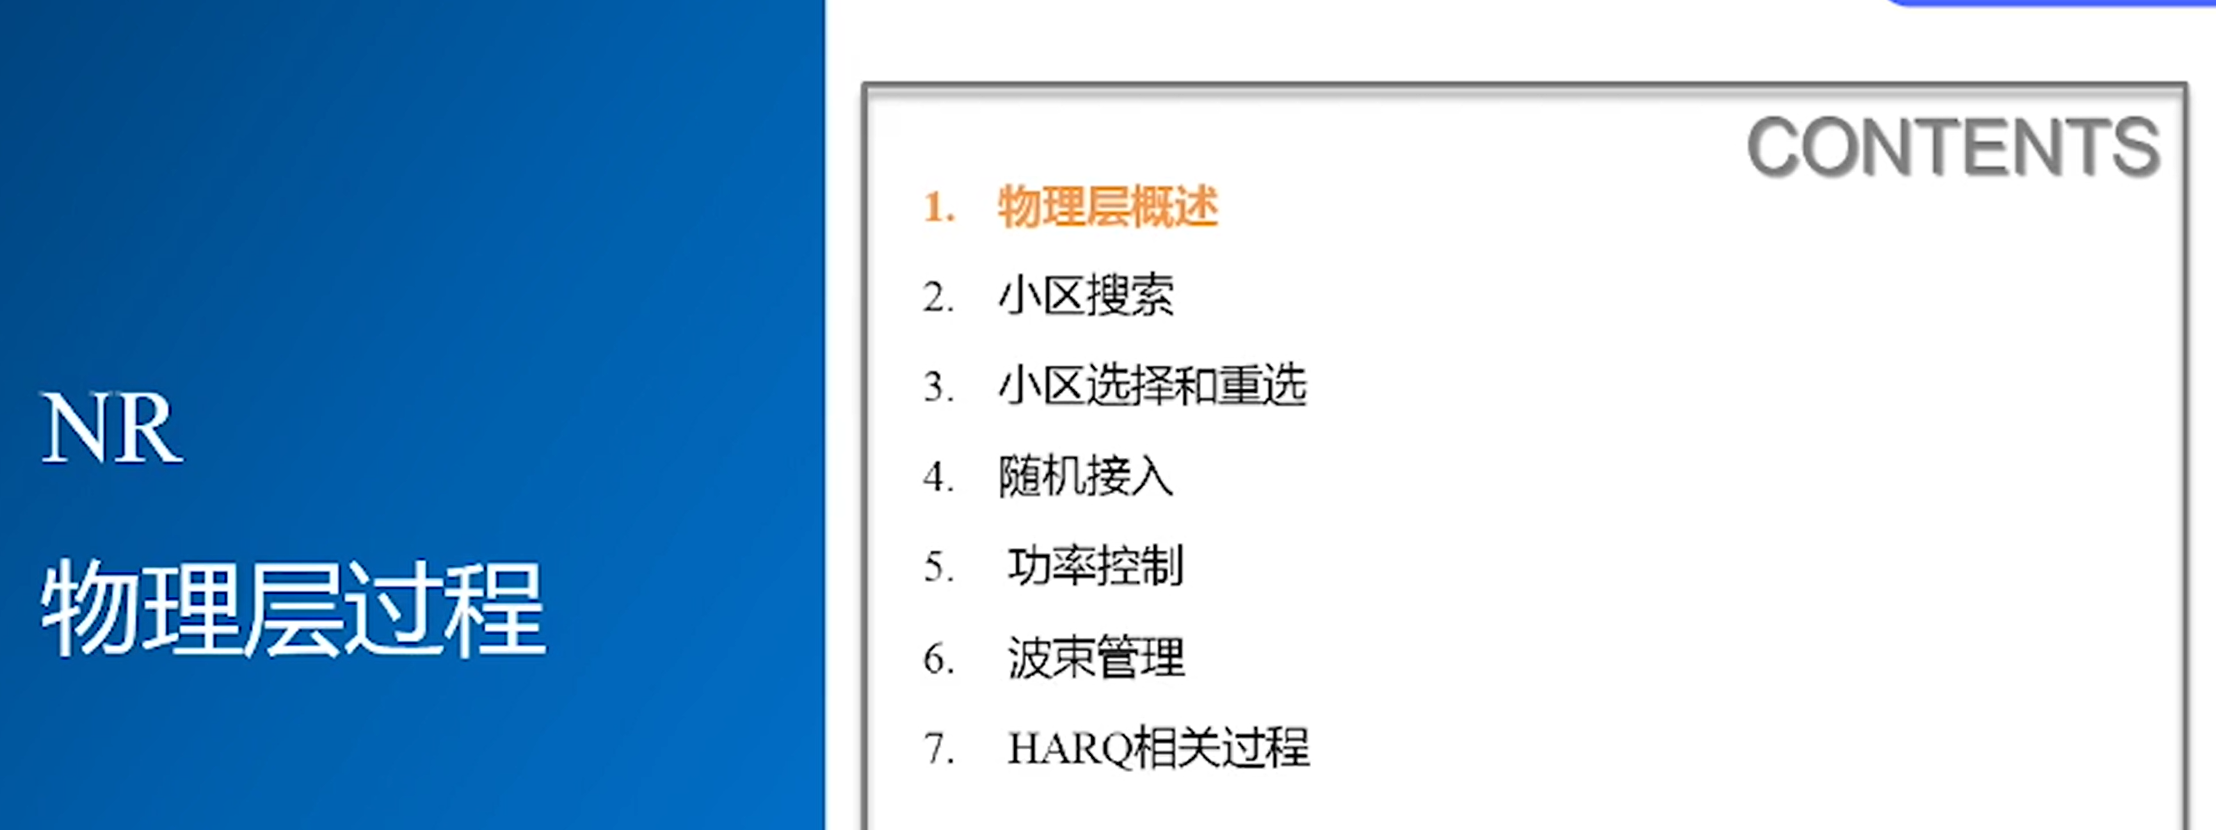 NR
物理层过程
CONTENTS
1. 物理层概述
2. 小区搜索
3. 小区选择和重选
4. 随机接入
5. 功率控制
6. 波束管理
7. HARQ相关过程